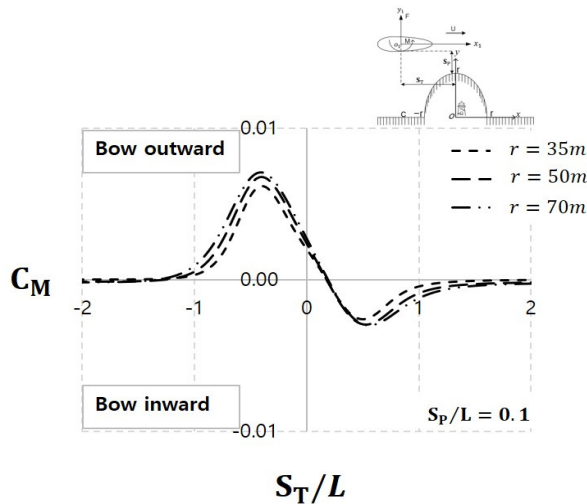 y₁
F
U
M
x₁
y
S_P
S_T
r
C
−r
O
r
x
0.01
Bow outward
r = 35m
r = 50m
r = 70m
C_M
0.00
-2
-1
0
1
2
Bow inward
S_P/L = 0.1
-0.01
S_T/L